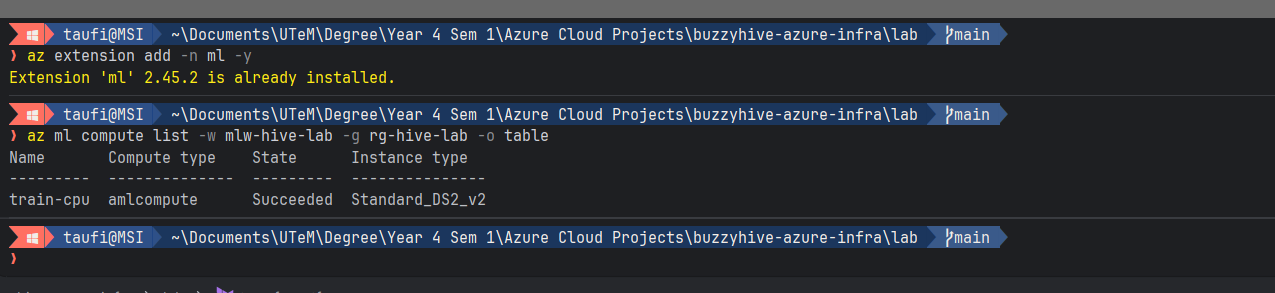 taufi@MSI ~\Documents\UTeM\Degree\Year 4 Sem 1\Azure Cloud Projects\buzzyhive-azure-infra\lab main
❯ az extension add -n ml -y
Extension 'ml' 2.45.2 is already installed.
taufi@MSI ~\Documents\UTeM\Degree\Year 4 Sem 1\Azure Cloud Projects\buzzyhive-azure-infra\lab main
❯ az ml compute list -w mlw-hive-lab -g rg-hive-lab -o table
Name Compute type State Instance type
--------- -------------- --------- ---------------
train-cpu amlcompute Succeeded Standard_DS2_v2
taufi@MSI ~\Documents\UTeM\Degree\Year 4 Sem 1\Azure Cloud Projects\buzzyhive-azure-infra\lab main
❯